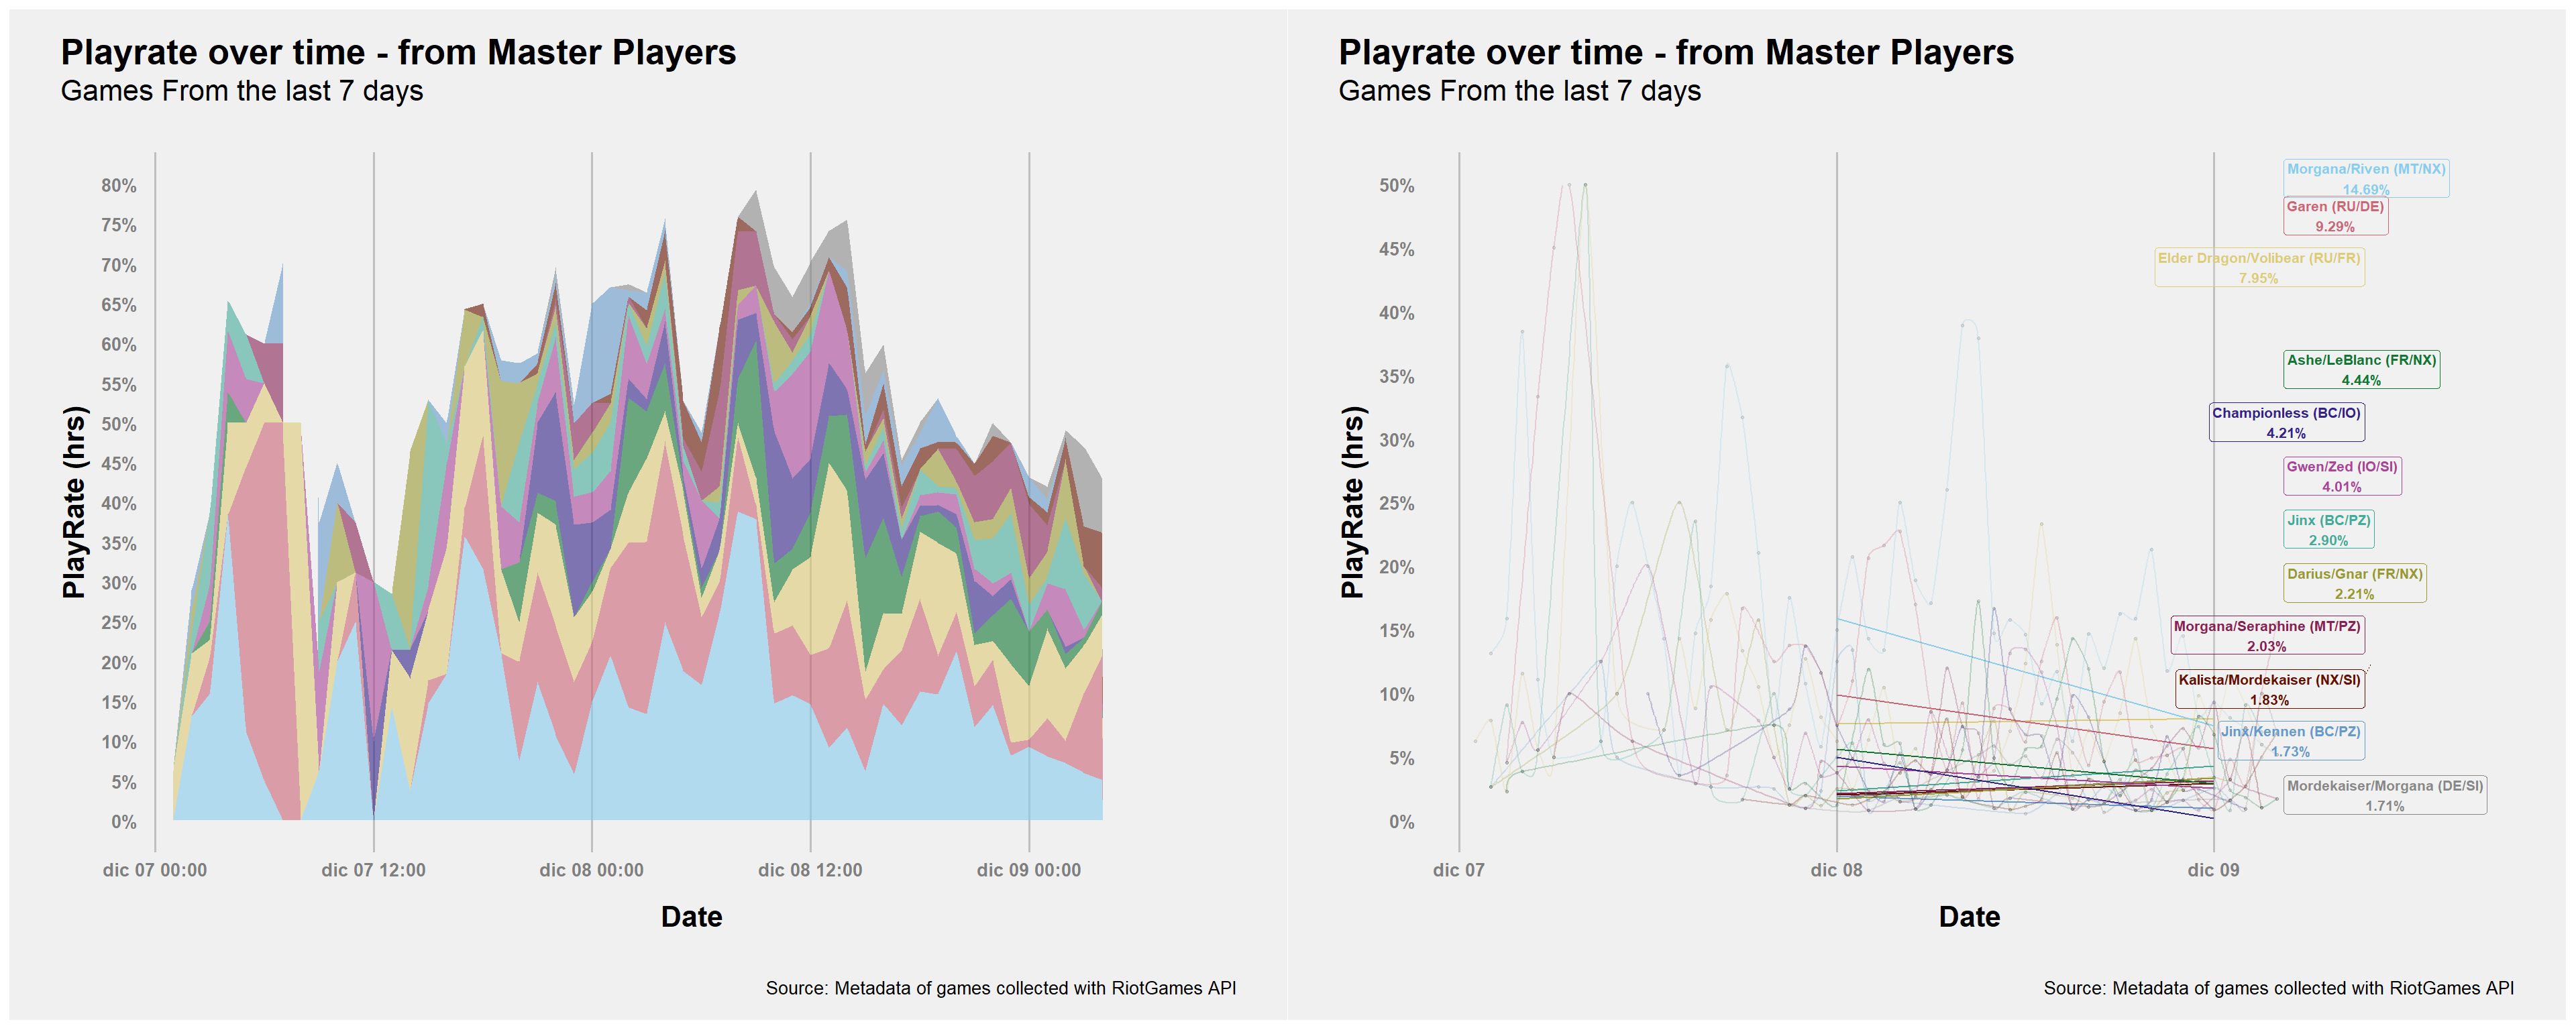 Playrate over time - from Master Players
Games From the last 7 days
PlayRate (hrs)
80%
75%
70%
65%
60%
55%
50%
45%
40%
35%
30%
25%
20%
15%
10%
5%
0%
dic 07 00:00
dic 07 12:00
dic 08 00:00
dic 08 12:00
dic 09 00:00
Date
Source: Metadata of games collected with RiotGames API
Playrate over time - from Master Players
Games From the last 7 days
PlayRate (hrs)
50%
45%
40%
35%
30%
25%
20%
15%
10%
5%
0%
Morgana/Riven (MT/NX)
14.69%
Garen (RU/DE)
9.29%
Elder Dragon/Volibear (RU/FR)
7.95%
Ashe/LeBlanc (FR/NX)
4.44%
Championless (BC/IO)
4.21%
Gwen/Zed (IO/SI)
4.01%
Jinx (BC/PZ)
2.90%
Darius/Gnar (FR/NX)
2.21%
Morgana/Seraphine (MT/PZ)
2.03%
Kalista/Mordekaiser (NX/SI)
1.83%
Jinx/Kennen (BC/PZ)
1.73%
Mordekaiser/Morgana (DE/SI)
1.71%
dic 07
dic 08
dic 09
Date
Source: Metadata of games collected with RiotGames API